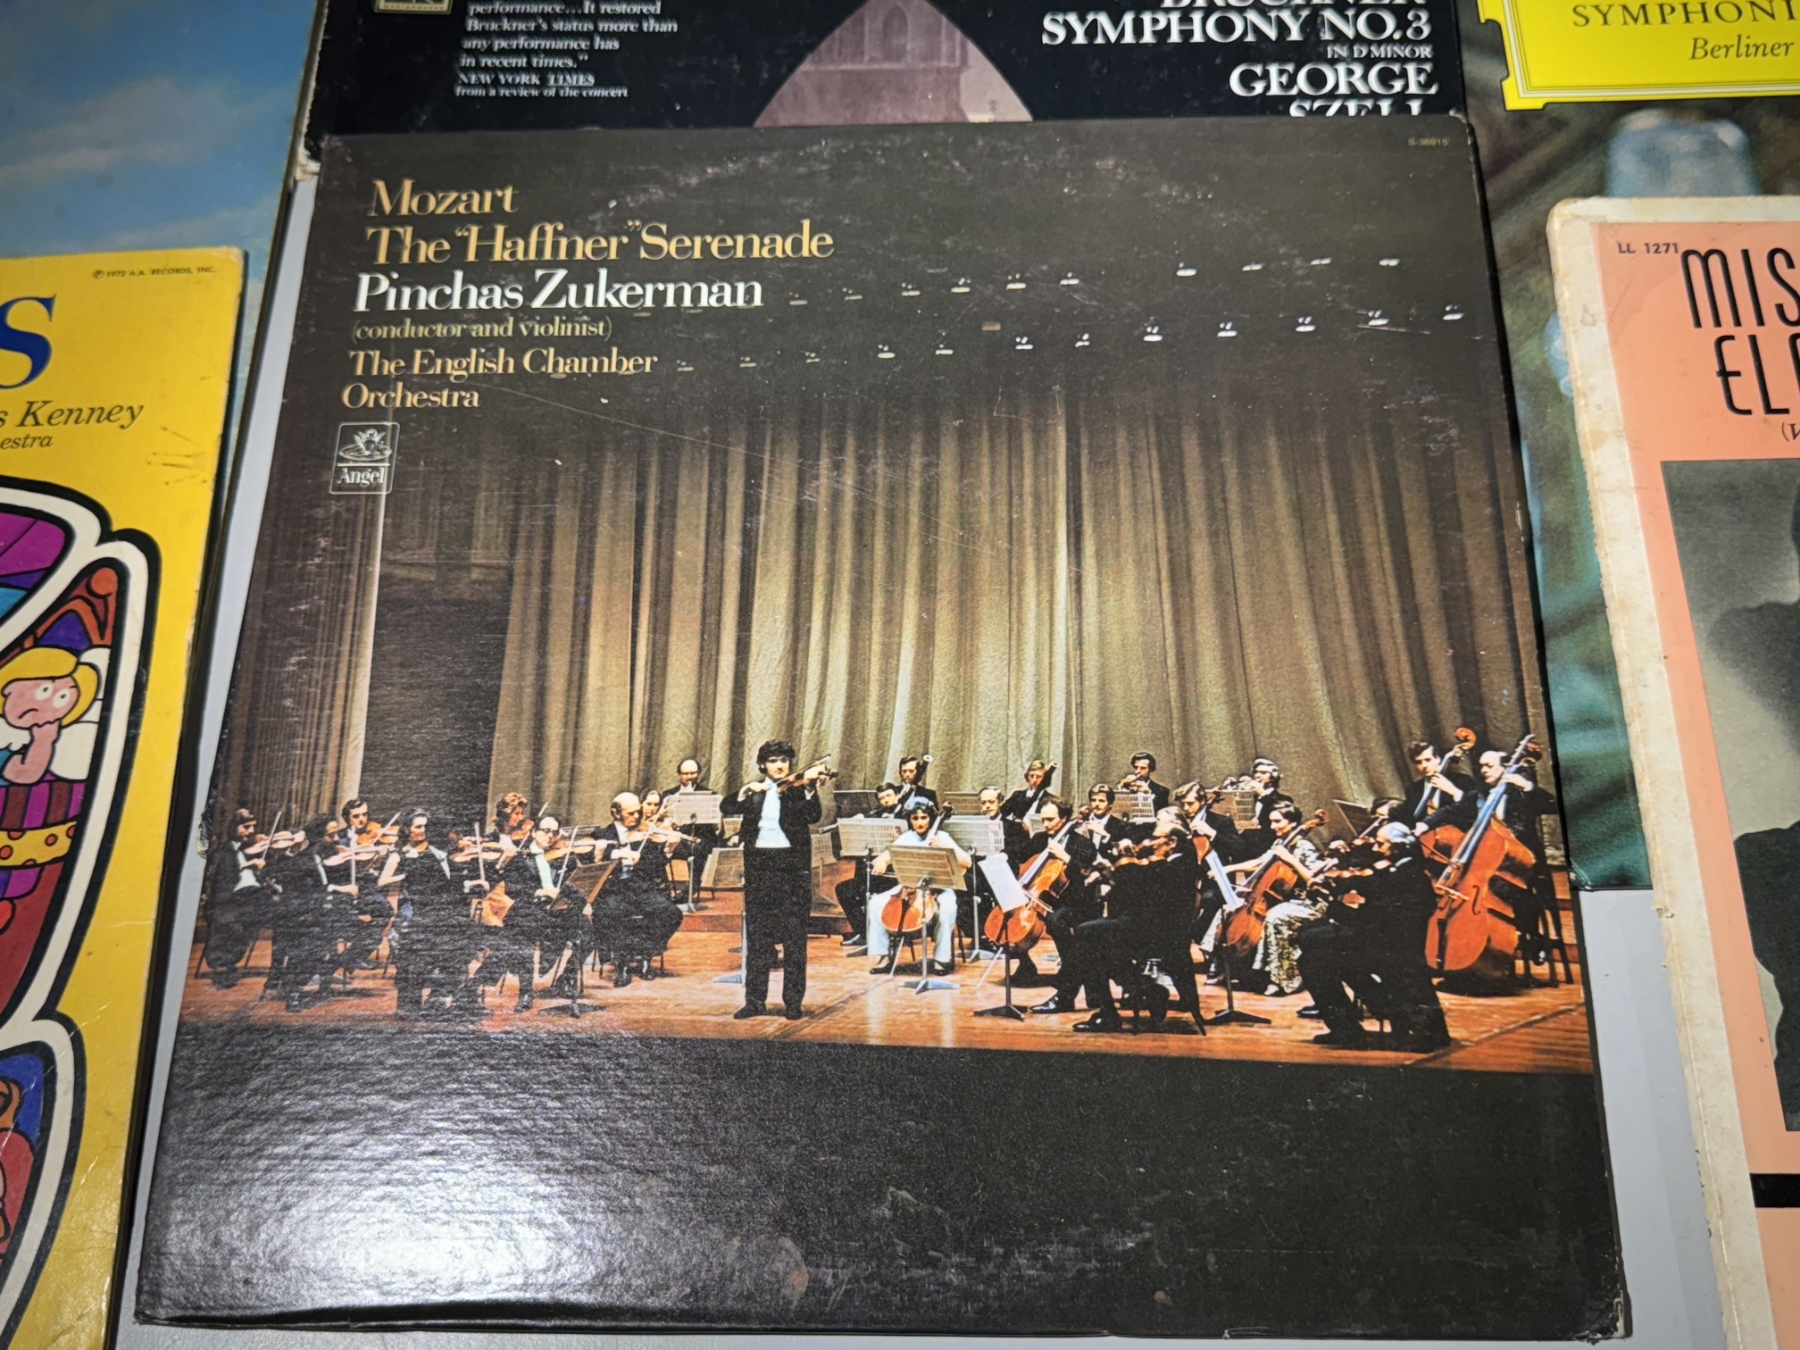 performance...It restored
Bruckner's status more than
any performance has
in recent times."
NEW YORK TIMES
from a review of the concert
BRUCKNER
SYMPHONY NO.3
IN D MINOR
GEORGE
SZELL
SYMPHONI
Berliner
S-36915
Mozart
The "Haffner" Serenade
Pinchas Zukerman
(conductor and violinist)
The English Chamber
Orchestra
Angel
© 1972 A.A. RECORDS, INC.
S
s Kenney
estra
LL 1271
MIS
EL